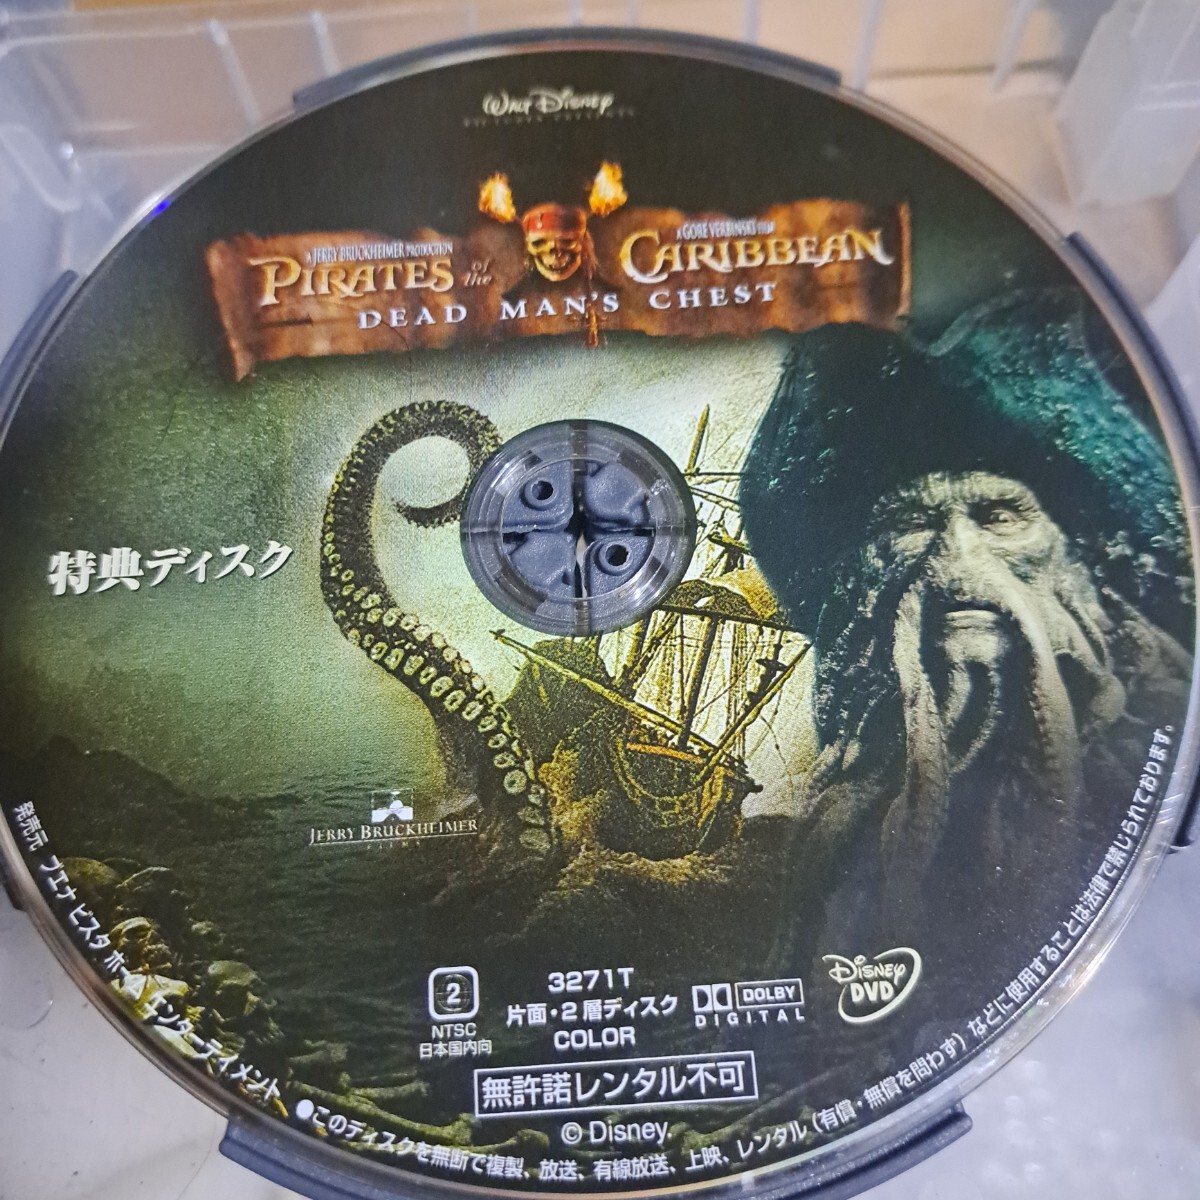 WALT DISNEY
PICTURES PRESENTS
A JERRY BRUCKHEIMER PRODUCTION
A GORE VERBINSKI FILM
PIRATES of the CARIBBEAN
DEAD MAN'S CHEST
特典ディスク
JERRY BRUCKHEIMER
FILMS
2
NTSC
日本国内向
3271T
片面・2層ディスク
COLOR
DOLBY
DIGITAL
DISNEY
DVD
無許諾レンタル不可
© Disney.
発売元 ブエナ ビスタ ホーム エンターテイメント
●このディスクを無断で複製、放送、有線放送、上映、レンタル(有償・無償を問わず)などに使用することは法律で禁じられております。